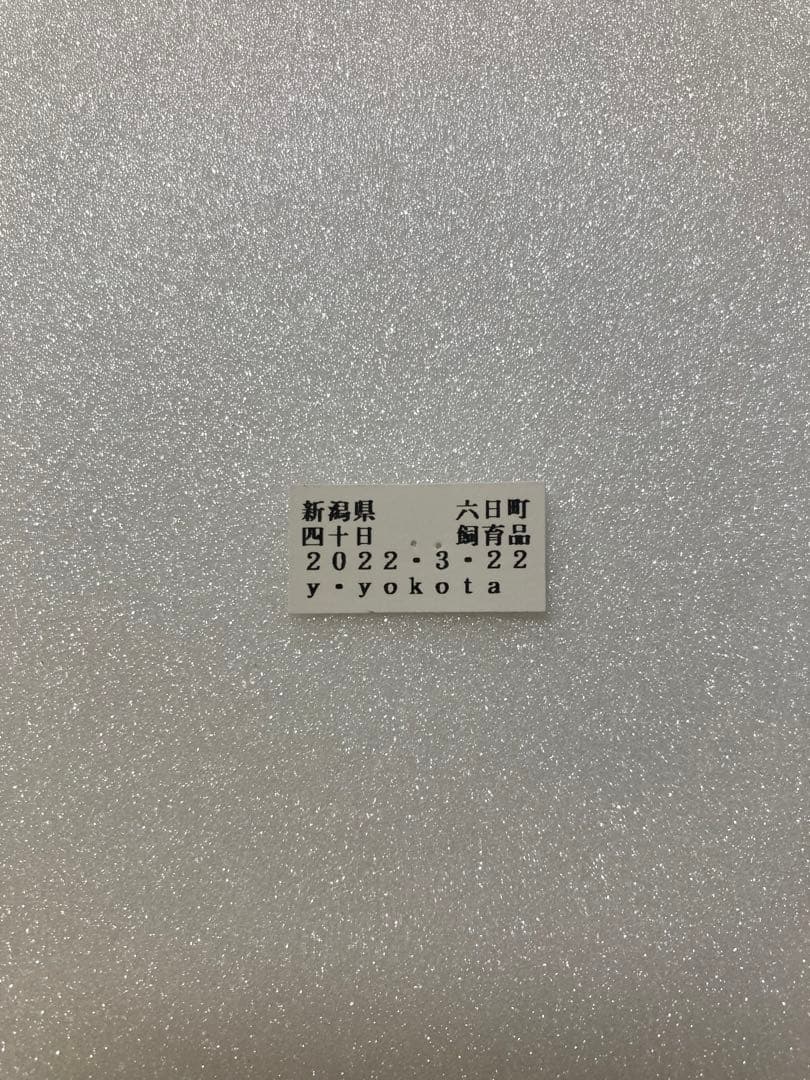 新潟県　　　六日町
四十日　　　飼育品
２０２２・３・２２
ｙ・ｙｏｋｏｔａ